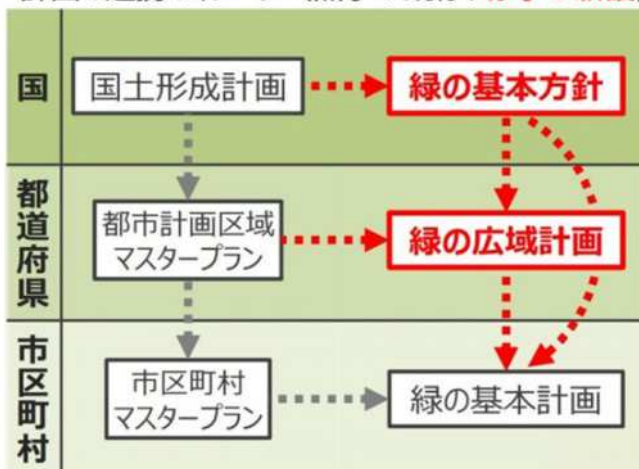 国
国土形成計画
緑の基本方針
都道府県
都市計画区域
マスタープラン
緑の広域計画
市区町村
市区町村
マスタープラン
緑の基本計画